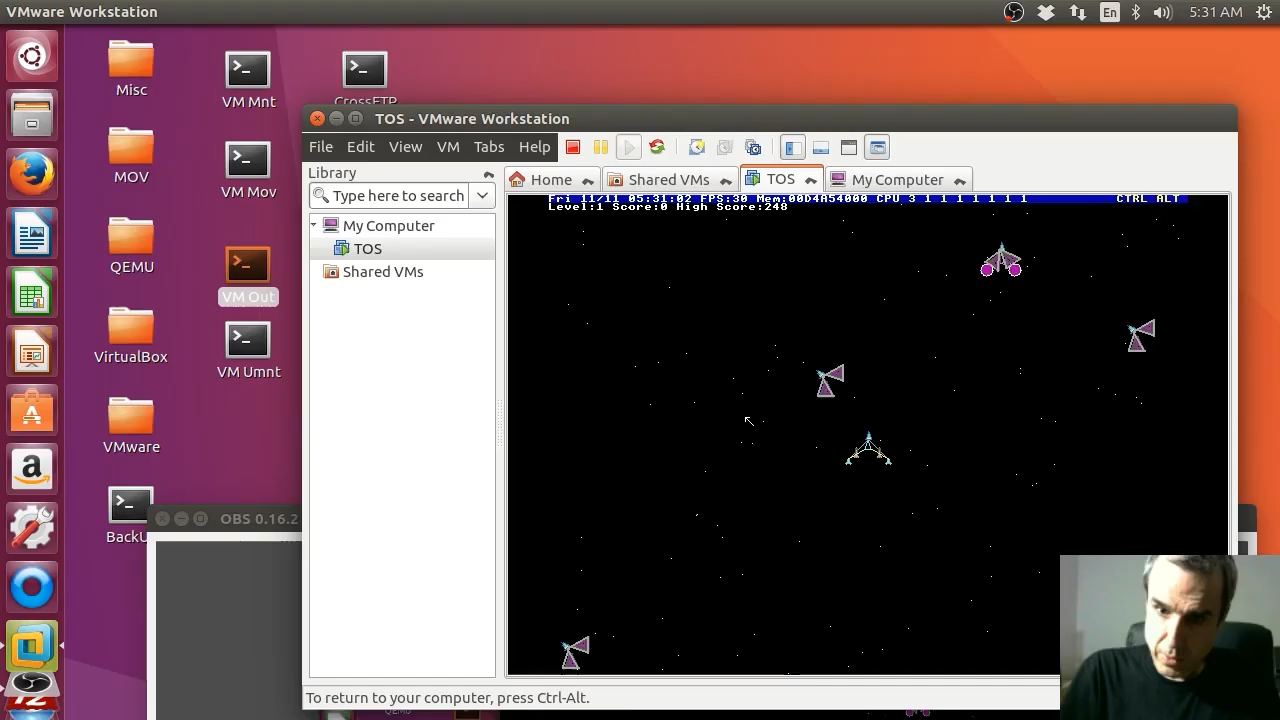 VMware Workstation
En
5:31 AM
Misc
VM Mnt
CrossFTP
MOV
VM Mov
QEMU
VM Out
VirtualBox
VM Umnt
VMware
OBS 0.16.2
TOS - VMware Workstation
File Edit View VM Tabs Help
Library
Type here to search
My Computer
TOS
Shared VMs
Home
Shared VMs
TOS
My Computer
Fri 11/11 05:31:02 FPS:30 Mem:00D4A54000 CPU 3 1 1 1 1 1 1 1 CTRL ALT
Level:1 Score:0 High Score:248
To return to your computer, press Ctrl-Alt.